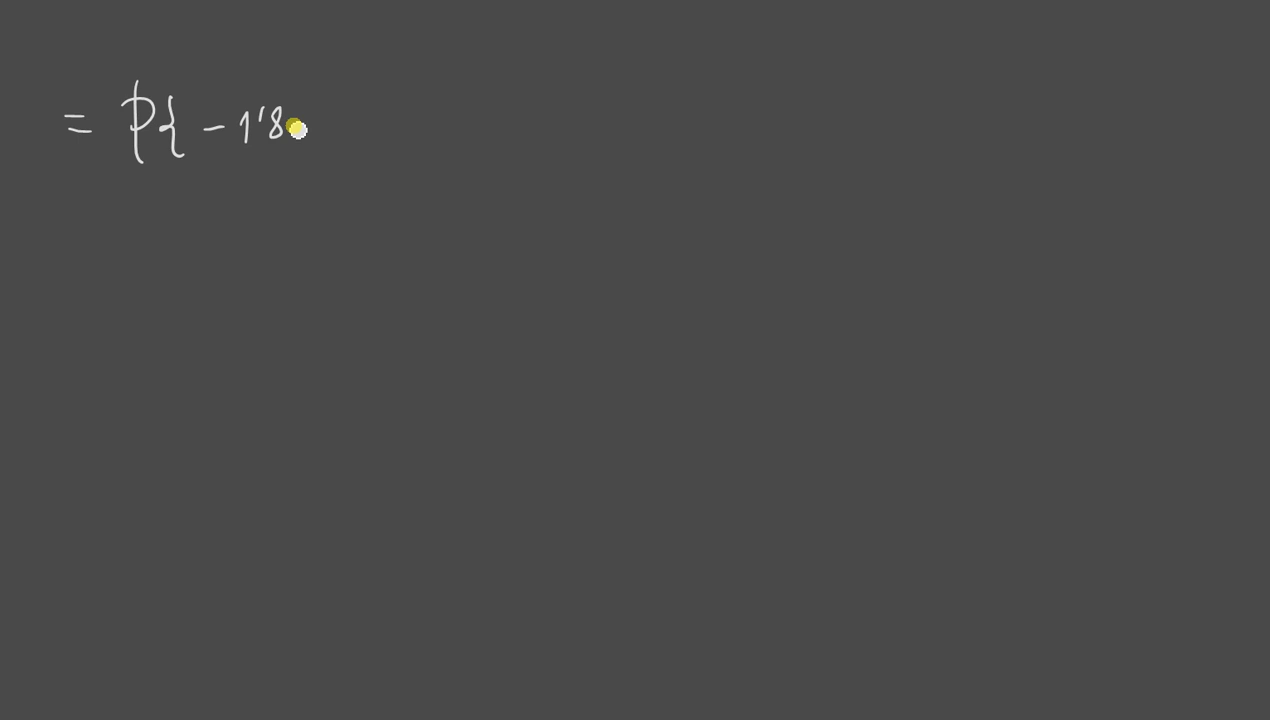 = P{ - 1'8